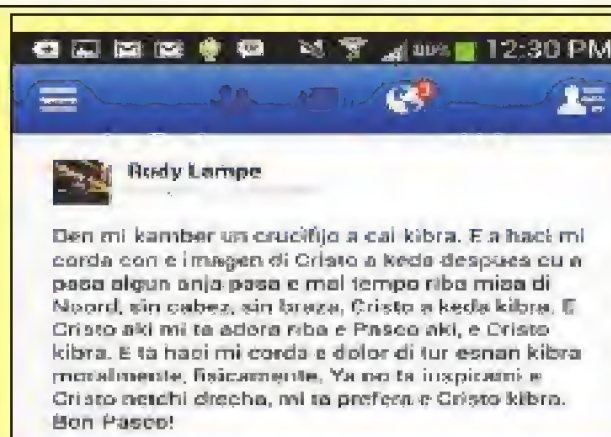 12:30 PM
Rudy Lampe
Den mi kamber un crucifijo a cai kibra. E a haci mi
corda con e imagen di Cristo a keda despues cu a
pasa algun anja pasa e mal tempo riba misa di
Noord, sin cabez, sin braza, Cristo a keda kibra. E
Cristo aki mi ta adora riba e Pasco aki, e Cristo
kibra. E ta haci mi corda e dolor di tur esnan kibra
moralmente, fisicamente. Ya no ta inspirami e
Cristo netchi drecha, mi ta prefera e Cristo kibra.
Bon Pasco!